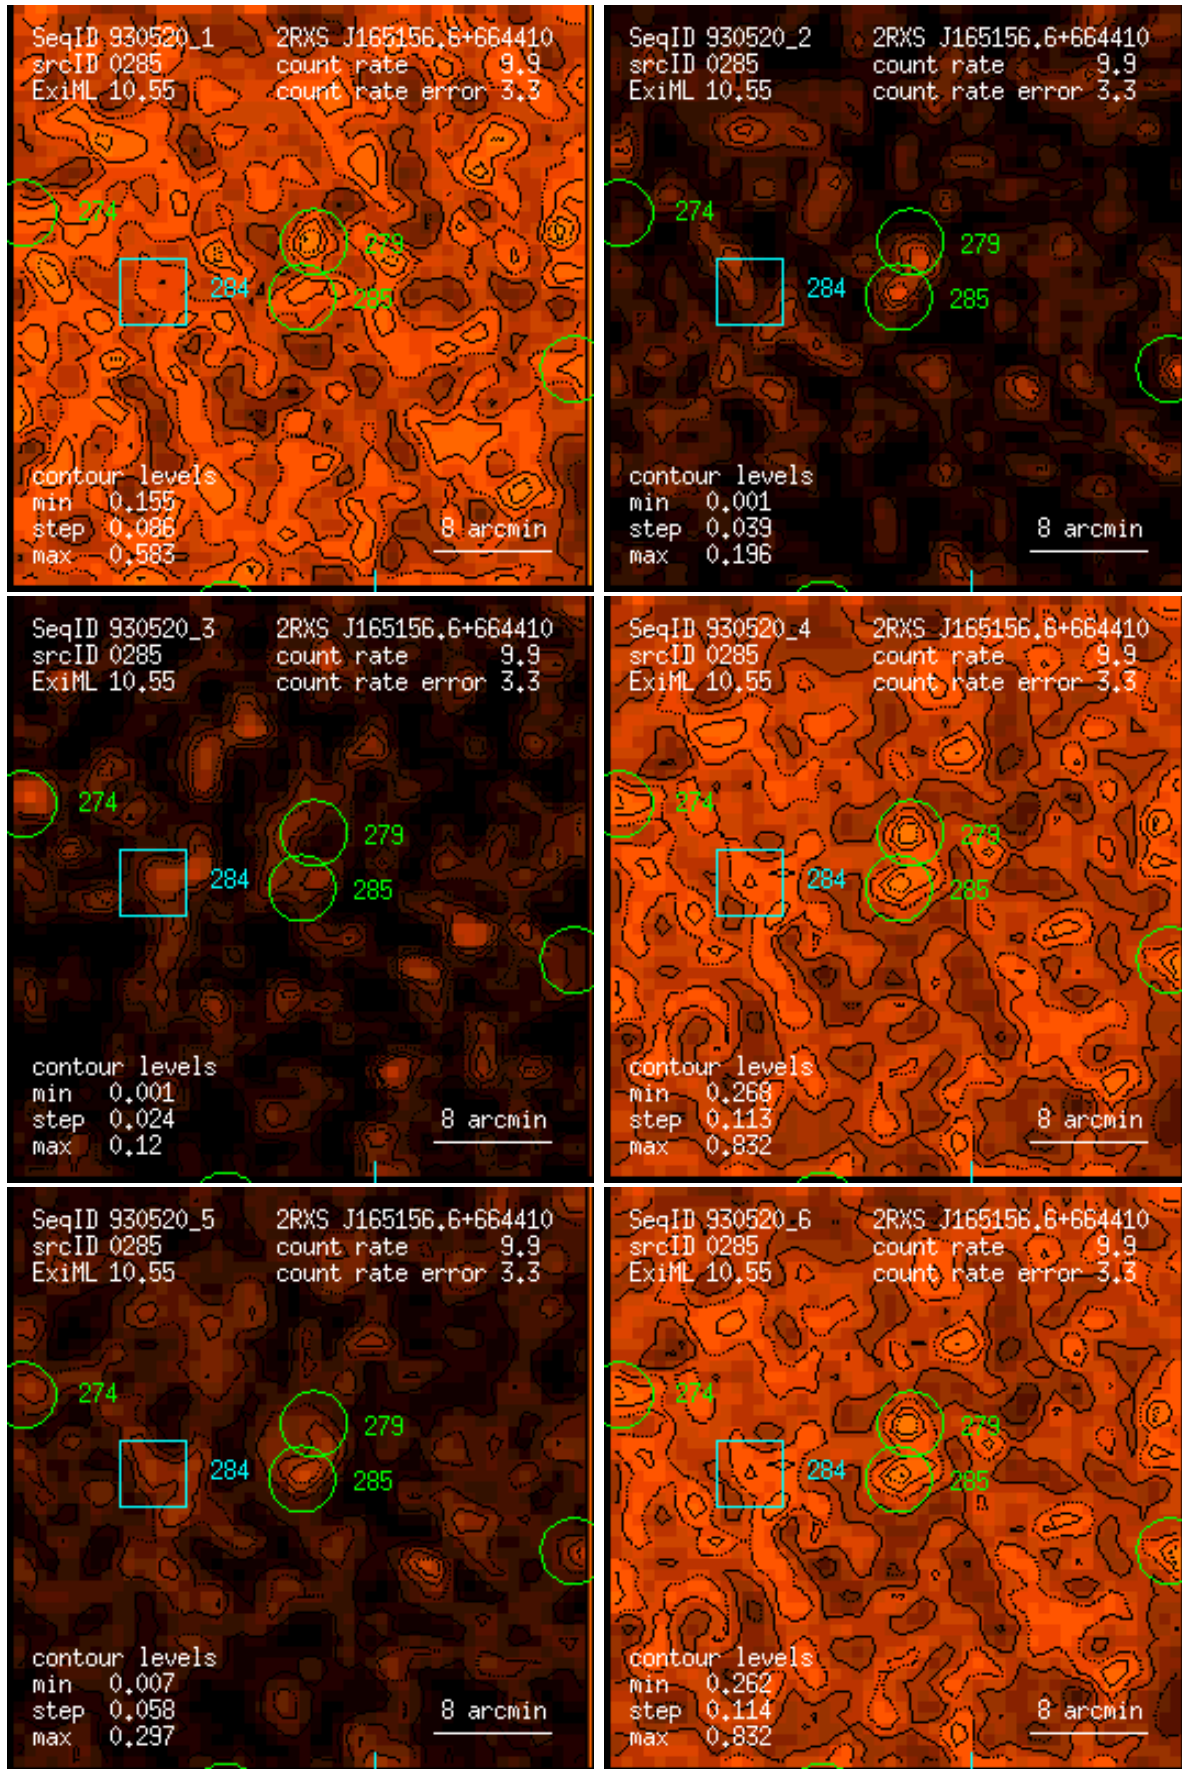 SeqID 930520_1 2RXS J165156.6+664410
srcID 0285 count rate 9.9
ExiML 10.55 count rate error 3.3
274
279
284
285
contour levels
min 0.155
step 0.086
max 0.583
8 arcmin
SeqID 930520_2 2RXS J165156.6+664410
srcID 0285 count rate 9.9
ExiML 10.55 count rate error 3.3
274
279
284
285
contour levels
min 0.001
step 0.039
max 0.196
8 arcmin
SeqID 930520_3 2RXS J165156.6+664410
srcID 0285 count rate 9.9
ExiML 10.55 count rate error 3.3
274
279
284
285
contour levels
min 0.001
step 0.024
max 0.12
8 arcmin
SeqID 930520_4 2RXS J165156.6+664410
srcID 0285 count rate 9.9
ExiML 10.55 count rate error 3.3
274
279
284
285
contour levels
min 0.268
step 0.113
max 0.832
8 arcmin
SeqID 930520_5 2RXS J165156.6+664410
srcID 0285 count rate 9.9
ExiML 10.55 count rate error 3.3
274
279
284
285
contour levels
min 0.007
step 0.058
max 0.297
8 arcmin
SeqID 930520_6 2RXS J165156.6+664410
srcID 0285 count rate 9.9
ExiML 10.55 count rate error 3.3
274
279
284
285
contour levels
min 0.262
step 0.114
max 0.832
8 arcmin